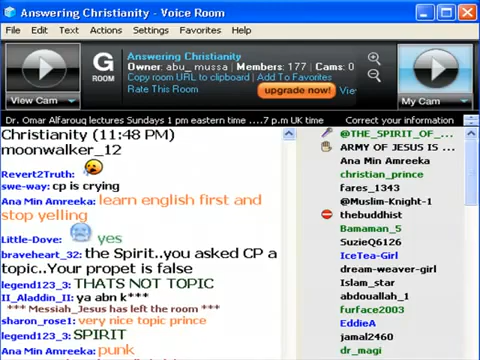 Answering Christianity - Voice Room
File Edit Text Actions Settings Favorites Help
Answering Christianity
Owner: abu_ mussa : Members: 177 | Cams: 0
Copy room URL to clipboard | Add To Favorites
Rate This Room
upgrade now!
G
ROOM
View Cam
My Cam
Dr. Omar Alfarouq lectures Sundays 1 pm eastern time ....7 p.m UK time
Correct your information
Christianity (11:48 PM)
moonwalker_12
Revert2Truth:
swe-way: cp is crying
Ana Min Amreeka: learn english first and
stop yelling
Little-Dove: yes
braveheart_33: the Spirit..you asked CP a
topic..Your propet is false
legend123_3: THATS NOT TOPIC
II_Aladdin_II: ya abn k***
** Messiah_Jesus has left the room **
sharon_rose1: very nice topic prince
legend123_3: SPIRIT
Ana Min Amreeka: punk
@THE_SPIRIT_OF_...
ARMY OF JESUS IS ...
Ana Min Amreeka
christian_prince
fares_1343
@Muslim-Knight-1
thebuddhist
Bamaman_5
SuzieQ6126
IceTea-Girl
dream-weaver-girl
Islam_star
abdouallah_1
furface2003
EddieA
jamal2460
dr_magi